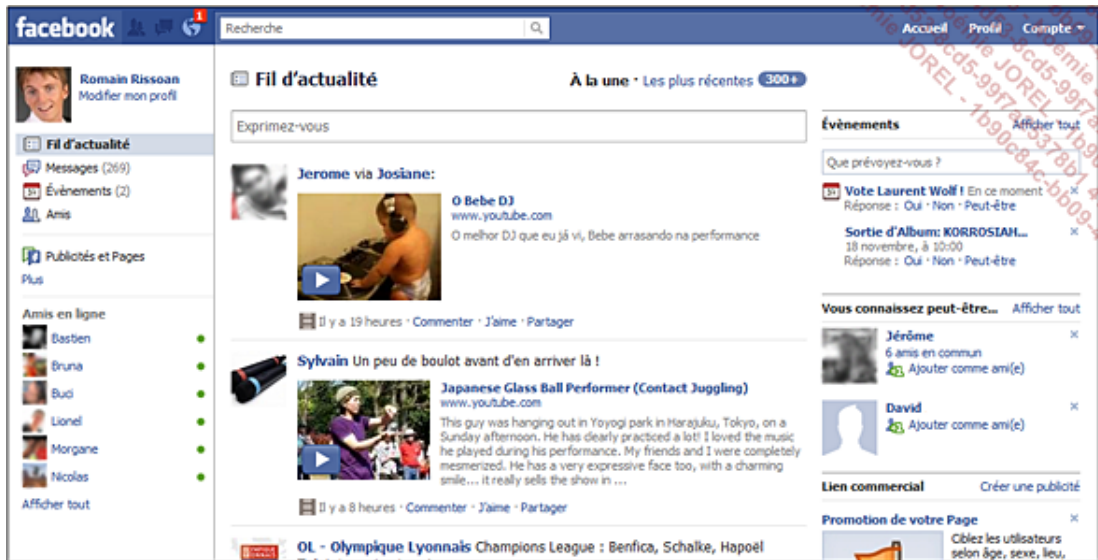 facebook
1
Recherche
Accueil Profil Compte
Romain Rissoan
Modifier mon profil
Fil d'actualité
Messages (269)
Évènements (2)
Amis
Publicités et Pages
Plus
Amis en ligne
Bastien
Bruna
Buci
Lionel
Morgane
Nicolas
Afficher tout
Fil d'actualité
À la une · Les plus récentes 300+
Exprimez-vous
Jerome via Josiane:
O Bebe DJ
www.youtube.com
O melhor DJ que eu já vi, Bebe arrasando na performance
Il y a 19 heures · Commenter · J'aime · Partager
Sylvain Un peu de boulot avant d'en arriver là !
Japanese Glass Ball Performer (Contact Juggling)
www.youtube.com
This guy was hanging out in Yoyogi park in Harajuku, Tokyo, on a
Sunday afternoon. He has clearly practiced a lot! I loved the music
he played during his performance. My friends and I were completely
mesmerized. He has a very expressive face too, with a charming
smile... it really sells the show in ...
Il y a 8 heures · Commenter · J'aime · Partager
OL - Olympique Lyonnais Champions League : Benfica, Schalke, Hapoël
Évènements Afficher tout
Que prévoyez-vous ?
Vote Laurent Wolf ! En ce moment
Réponse : Oui · Non · Peut-être
Sortie d'Album: KORROSIAH...
18 novembre, à 10:00
Réponse : Oui · Non · Peut-être
Vous connaissez peut-être... Afficher tout
Jérôme
6 amis en commun
Ajouter comme ami(e)
David
Ajouter comme ami(e)
Lien commercial Créer une publicité
Promotion de votre Page
Ciblez les utilisateurs
selon âge, sexe, lieu,